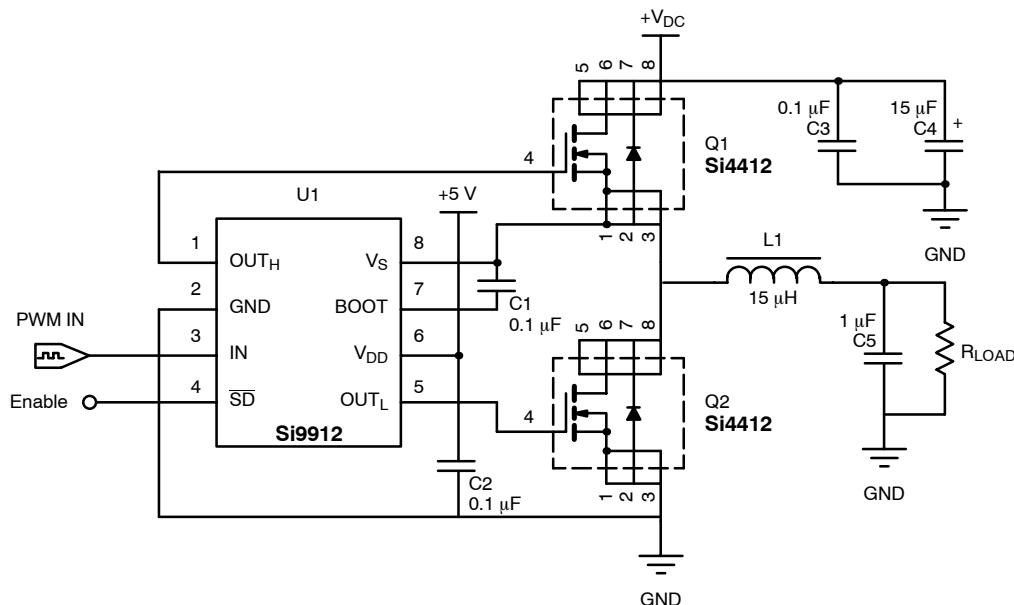 +VDC
5 6 7 8
0.1 μF
C3
15 μF
C4
+
Q1
Si4412
4
U1
+5 V
1 2 3
GND
1
OUTH
VS
8
2
GND
BOOT
7
C1
0.1 μF
L1
15 μH
PWM IN
3
IN
VDD
6
5 6 7 8
1 μF
C5
RLOAD
Enable
4
SD
OUTL
5
4
Q2
Si4412
Si9912
C2
0.1 μF
1 2 3
GND
GND